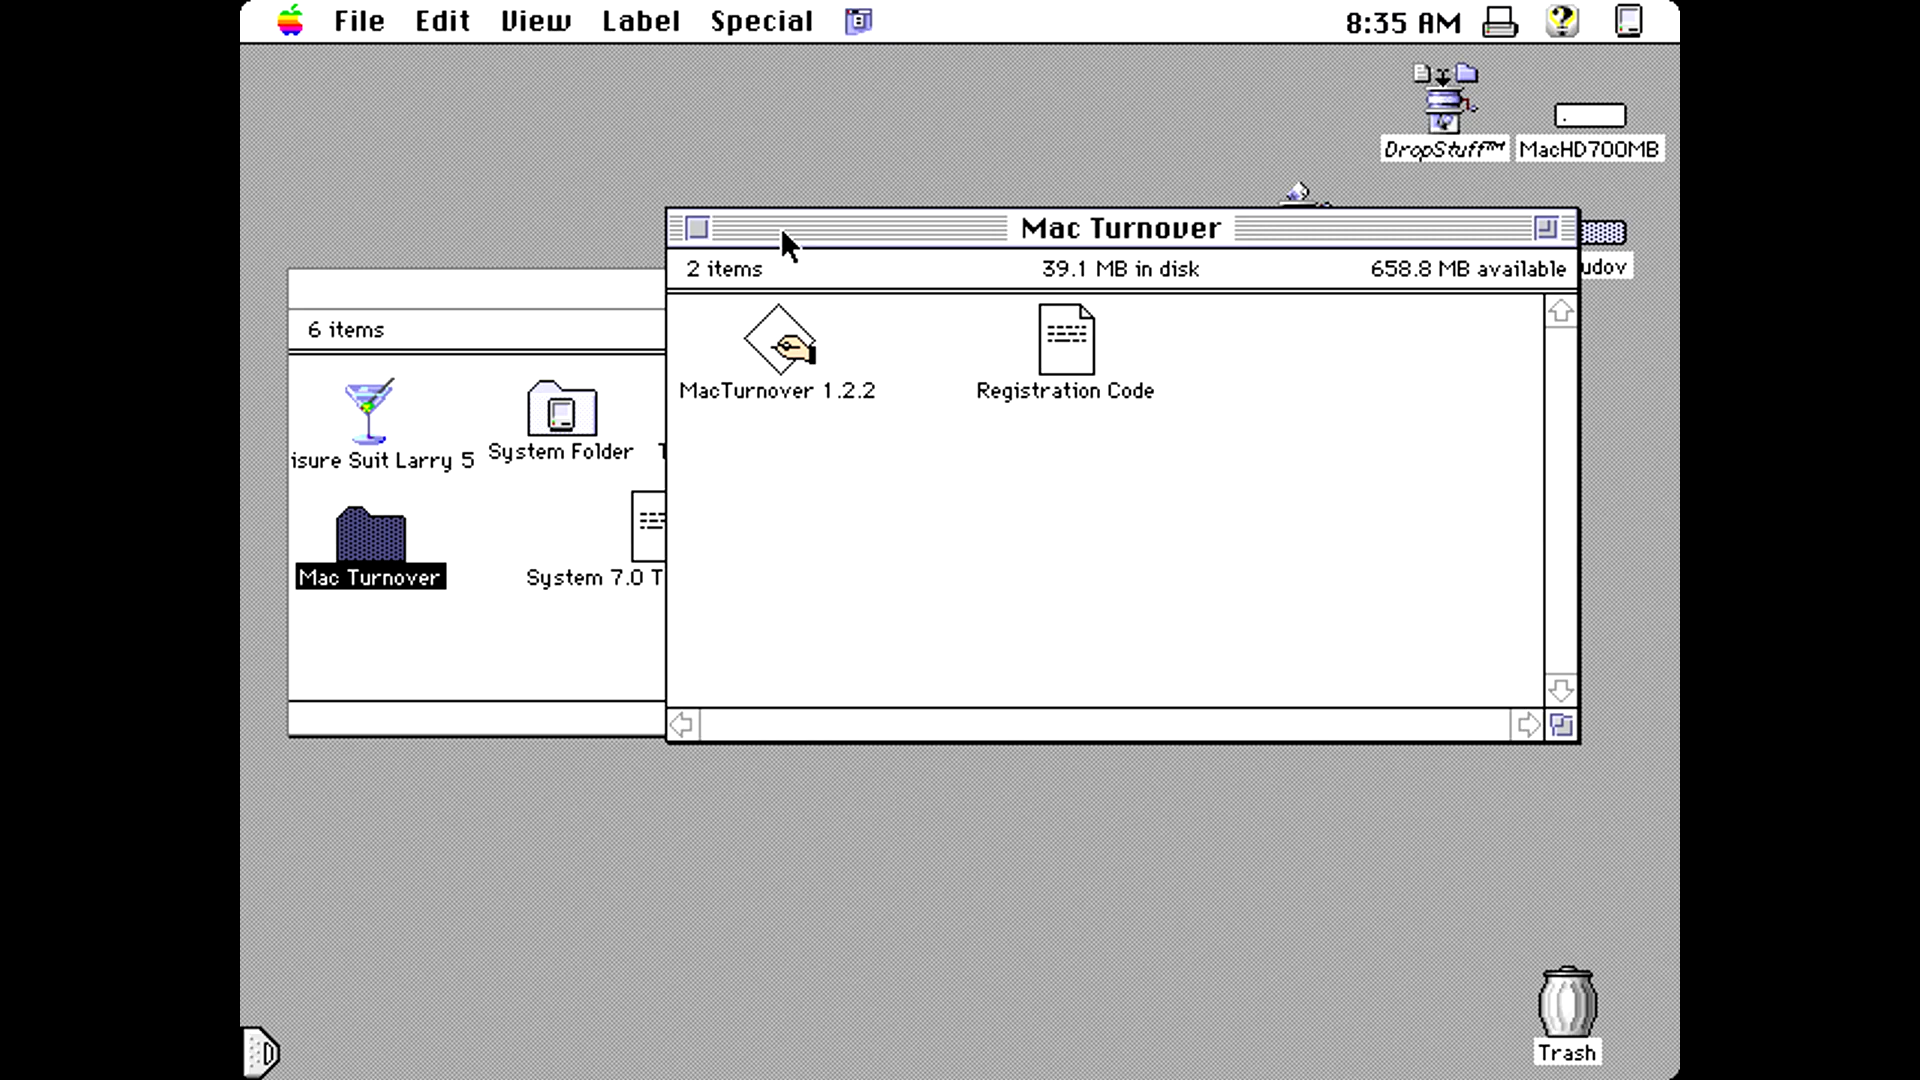 File Edit View Label Special 8:35 AM
DropStuff™ MacHD700MB
Mac Turnover
2 items 39.1 MB in disk 658.8 MB available
udov
6 items
MacTurnover 1.2.2 Registration Code
isure Suit Larry 5 System Folder
Mac Turnover System 7.0 T
Trash